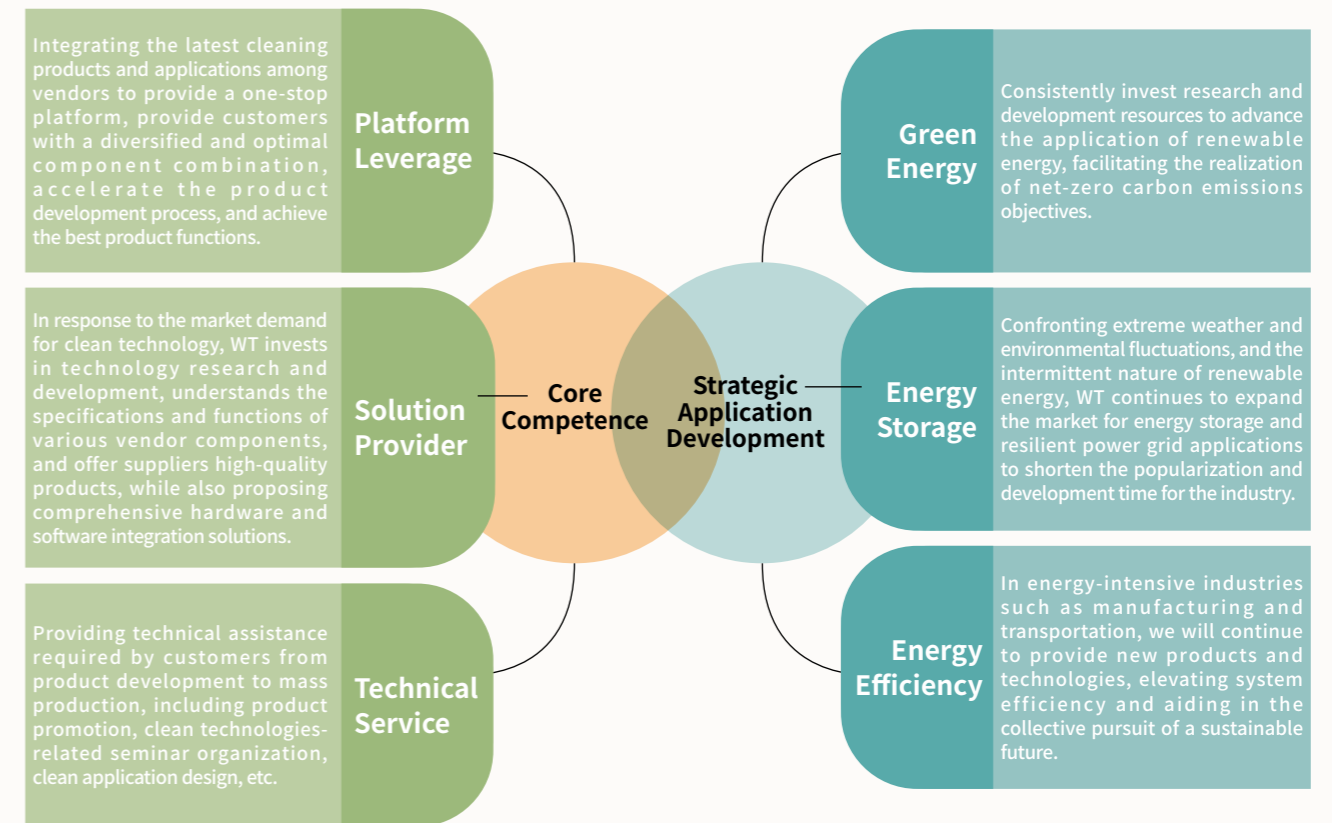 Integrating the latest cleaning
products and applications among
vendors to provide a one-stop
platform, provide customers
with a diversified and optimal
component combination,
accelerate the product
development process, and achieve
the best product functions.
Platform
Leverage
In response to the market demand
for clean technology, WT invests
in technology research and
development, understands the
specifications and functions of
various vendor components,
and offer suppliers high-quality
products, while also proposing
comprehensive hardware and
software integration solutions.
Solution
Provider
Providing technical assistance
required by customers from
product development to mass
production, including product
promotion, clean technologies-
related seminar organization,
clean application design, etc.
Technical
Service
Core
Competence
Strategic
Application
Development
Green
Energy
Consistently invest research and
development resources to advance
the application of renewable
energy, facilitating the realization
of net-zero carbon emissions
objectives.
Energy
Storage
Confronting extreme weather and
environmental fluctuations, and the
intermittent nature of renewable
energy, WT continues to expand
the market for energy storage and
resilient power grid applications
to shorten the popularization and
development time for the industry.
Energy
Efficiency
In energy-intensive industries
such as manufacturing and
transportation, we will continue
to provide new products and
technologies, elevating system
efficiency and aiding in the
collective pursuit of a sustainable
future.